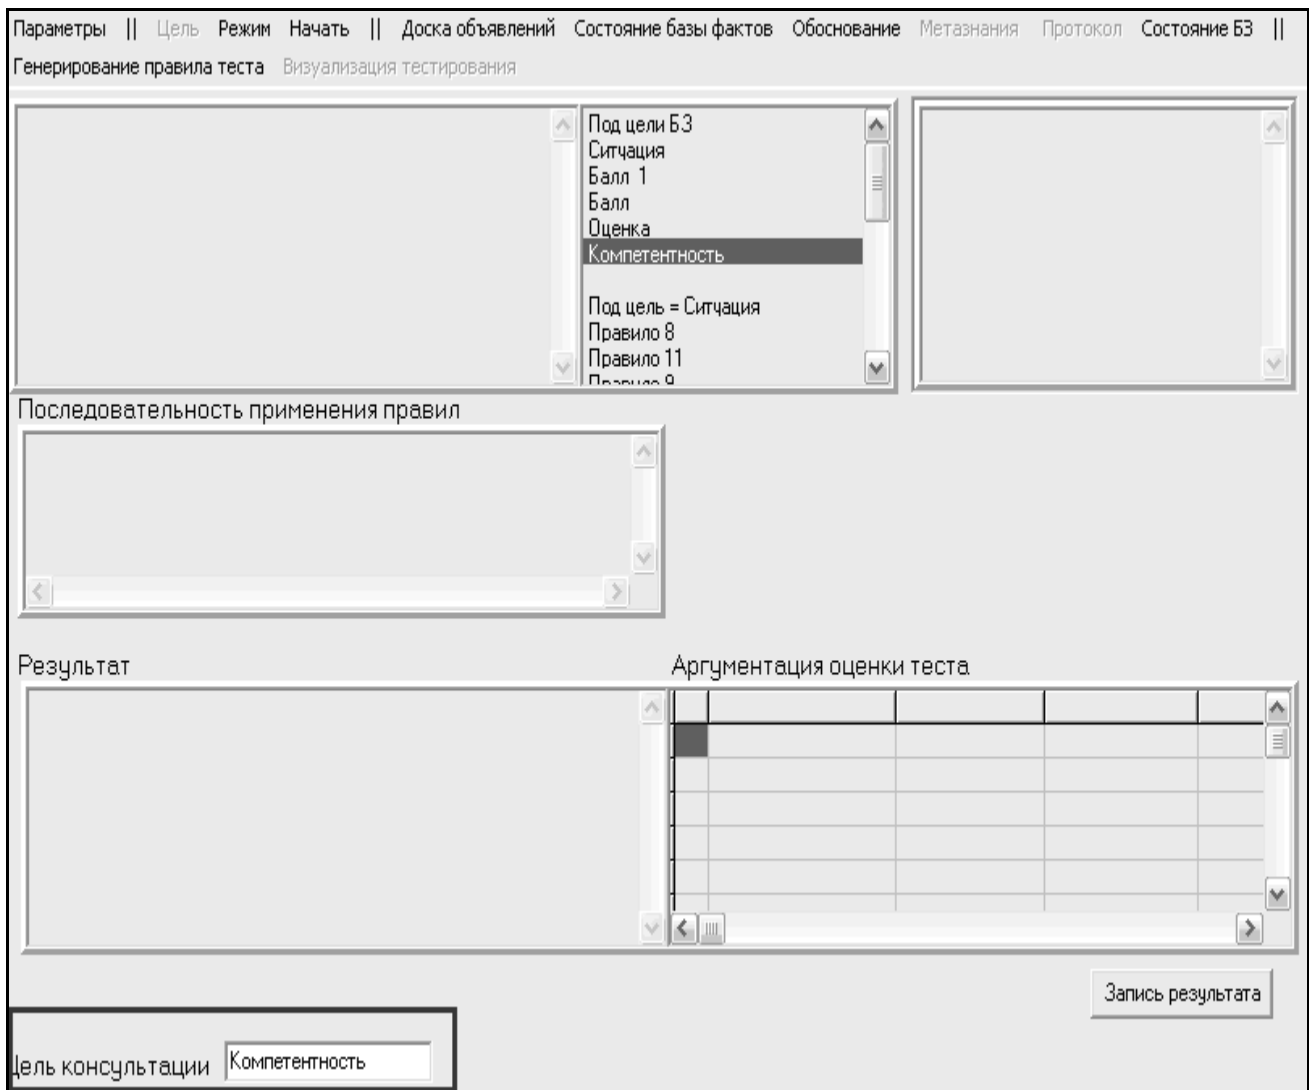 Параметры || Цель Режим Начать || Доска объявлений Состояние базы фактов Обоснование Метазнания Протокол Состояние БЗ ||
Генерирование правила теста Визуализация тестирования
Под цели БЗ
Ситуация
Балл 1
Балл
Оценка
Компетентность
Под цель = Ситуация
Правило 8
Правило 11
Правило 9
Последовательность применения правил
Результат
Аргументация оценки теста
Запись результата
Цель консультации Компетентность